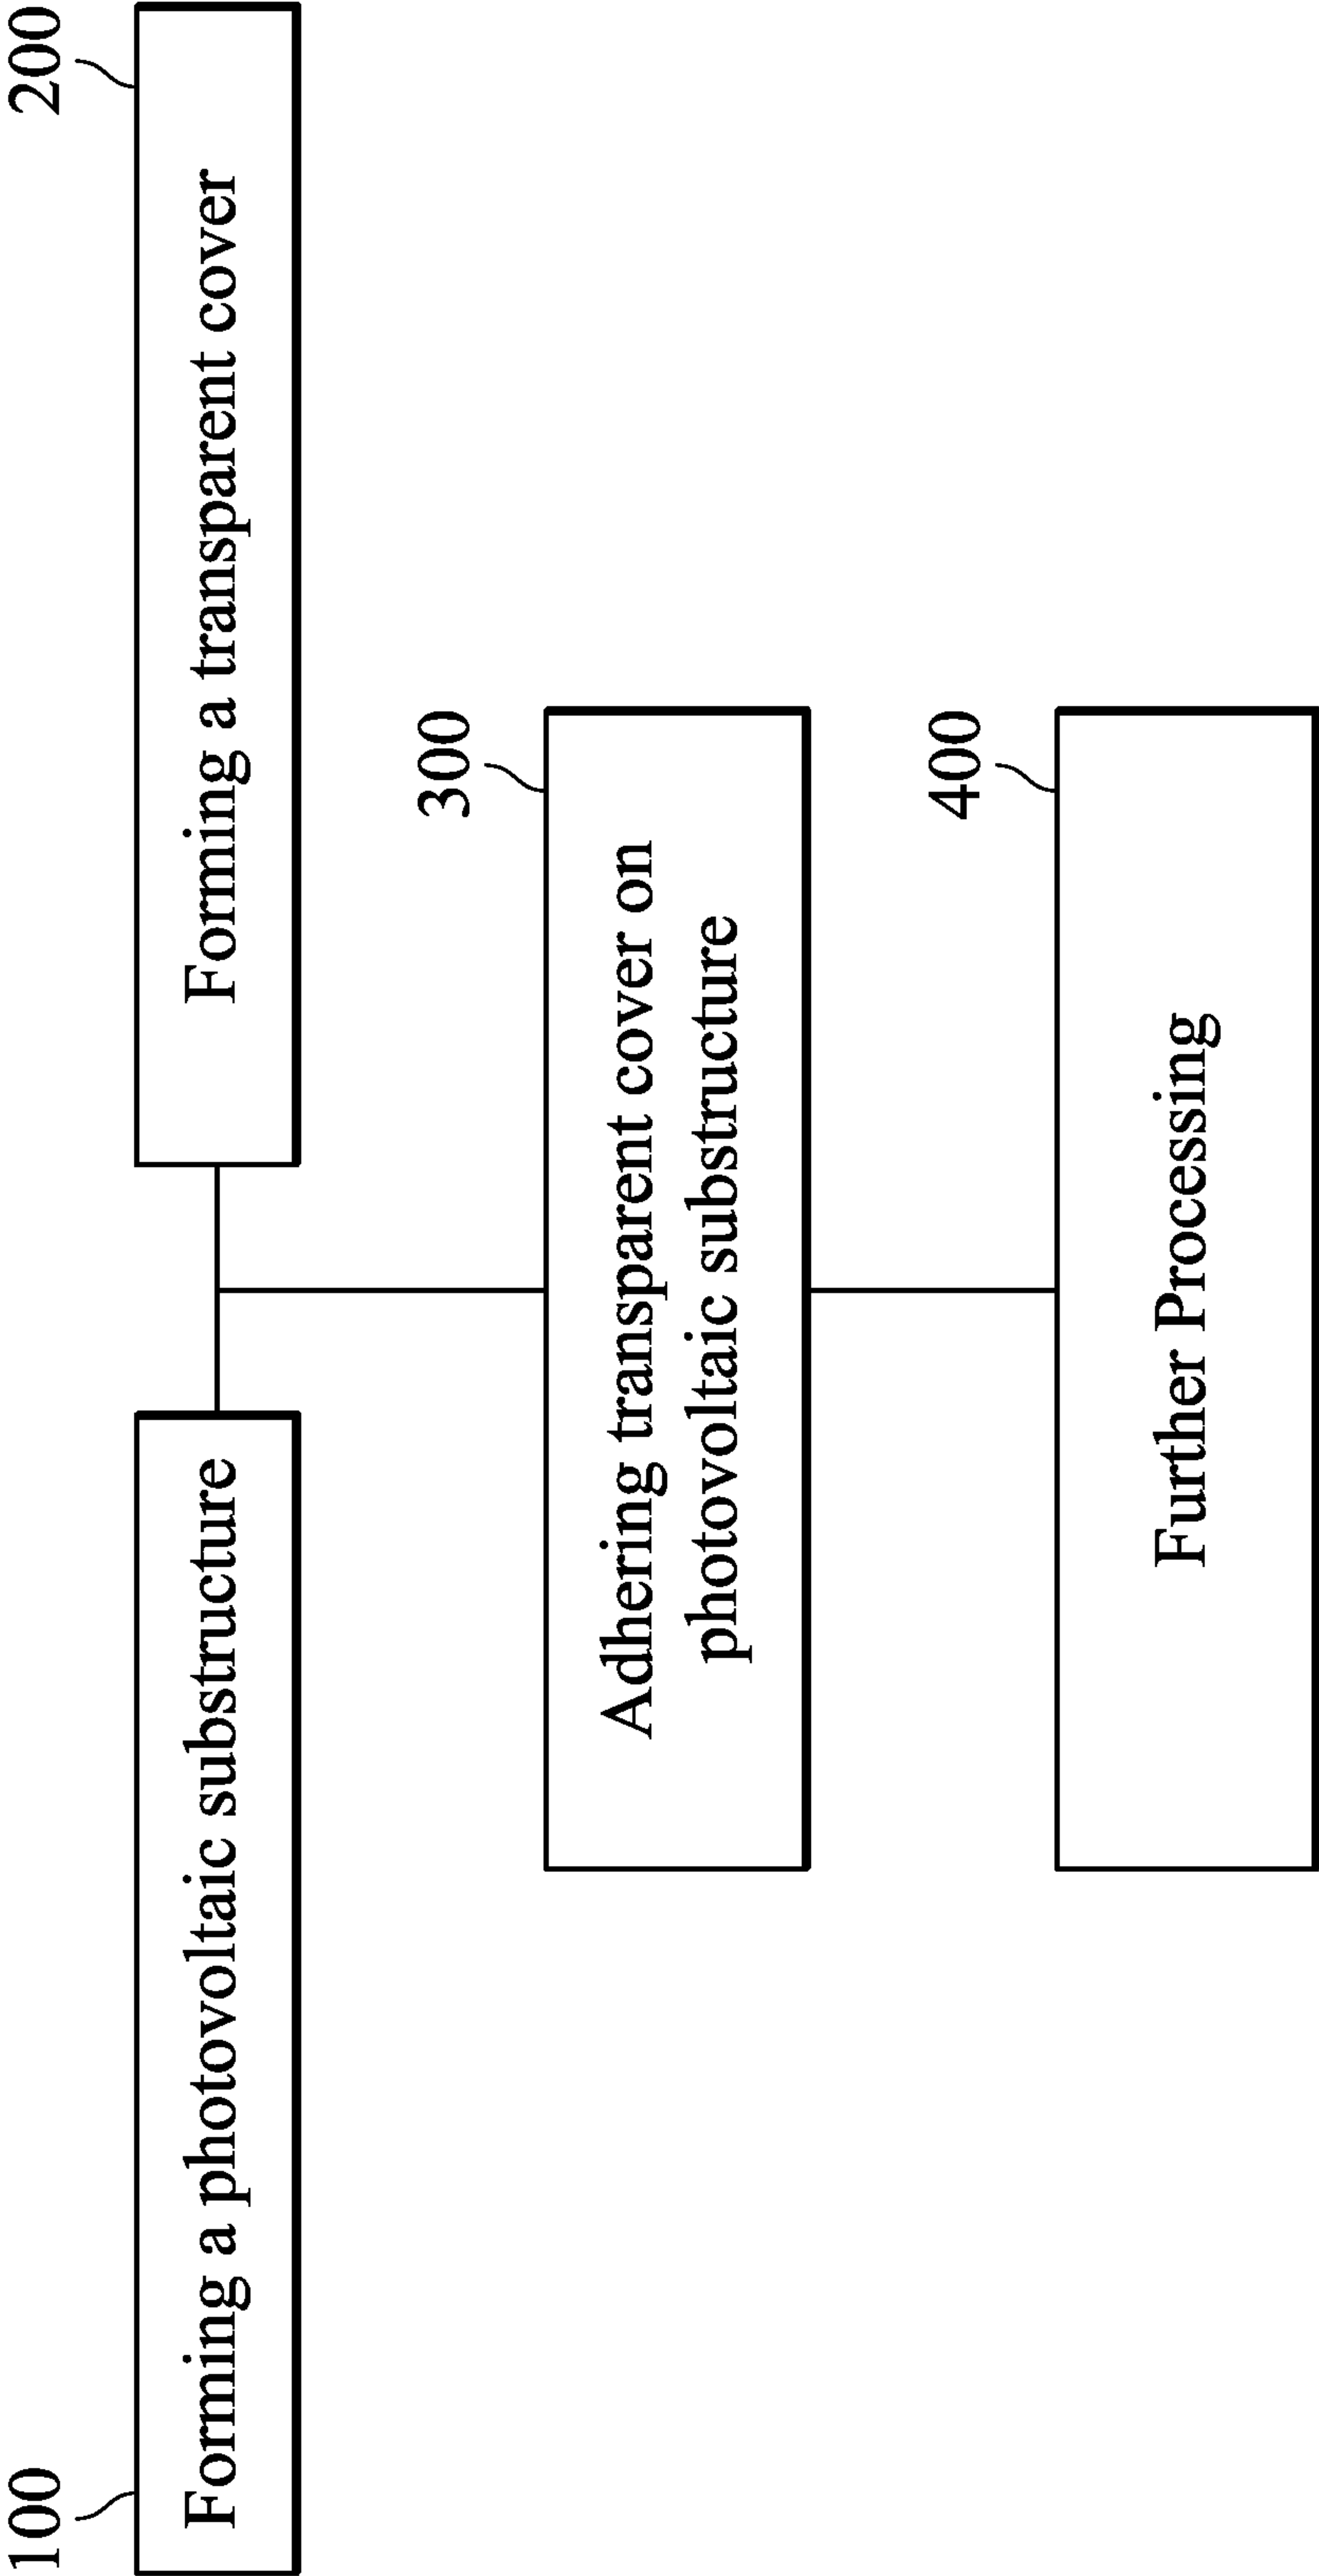 100
Forming a photovoltaic substructure
200
Forming a transparent cover
300
Adhering transparent cover on
photovoltaic substructure
400
Further Processing